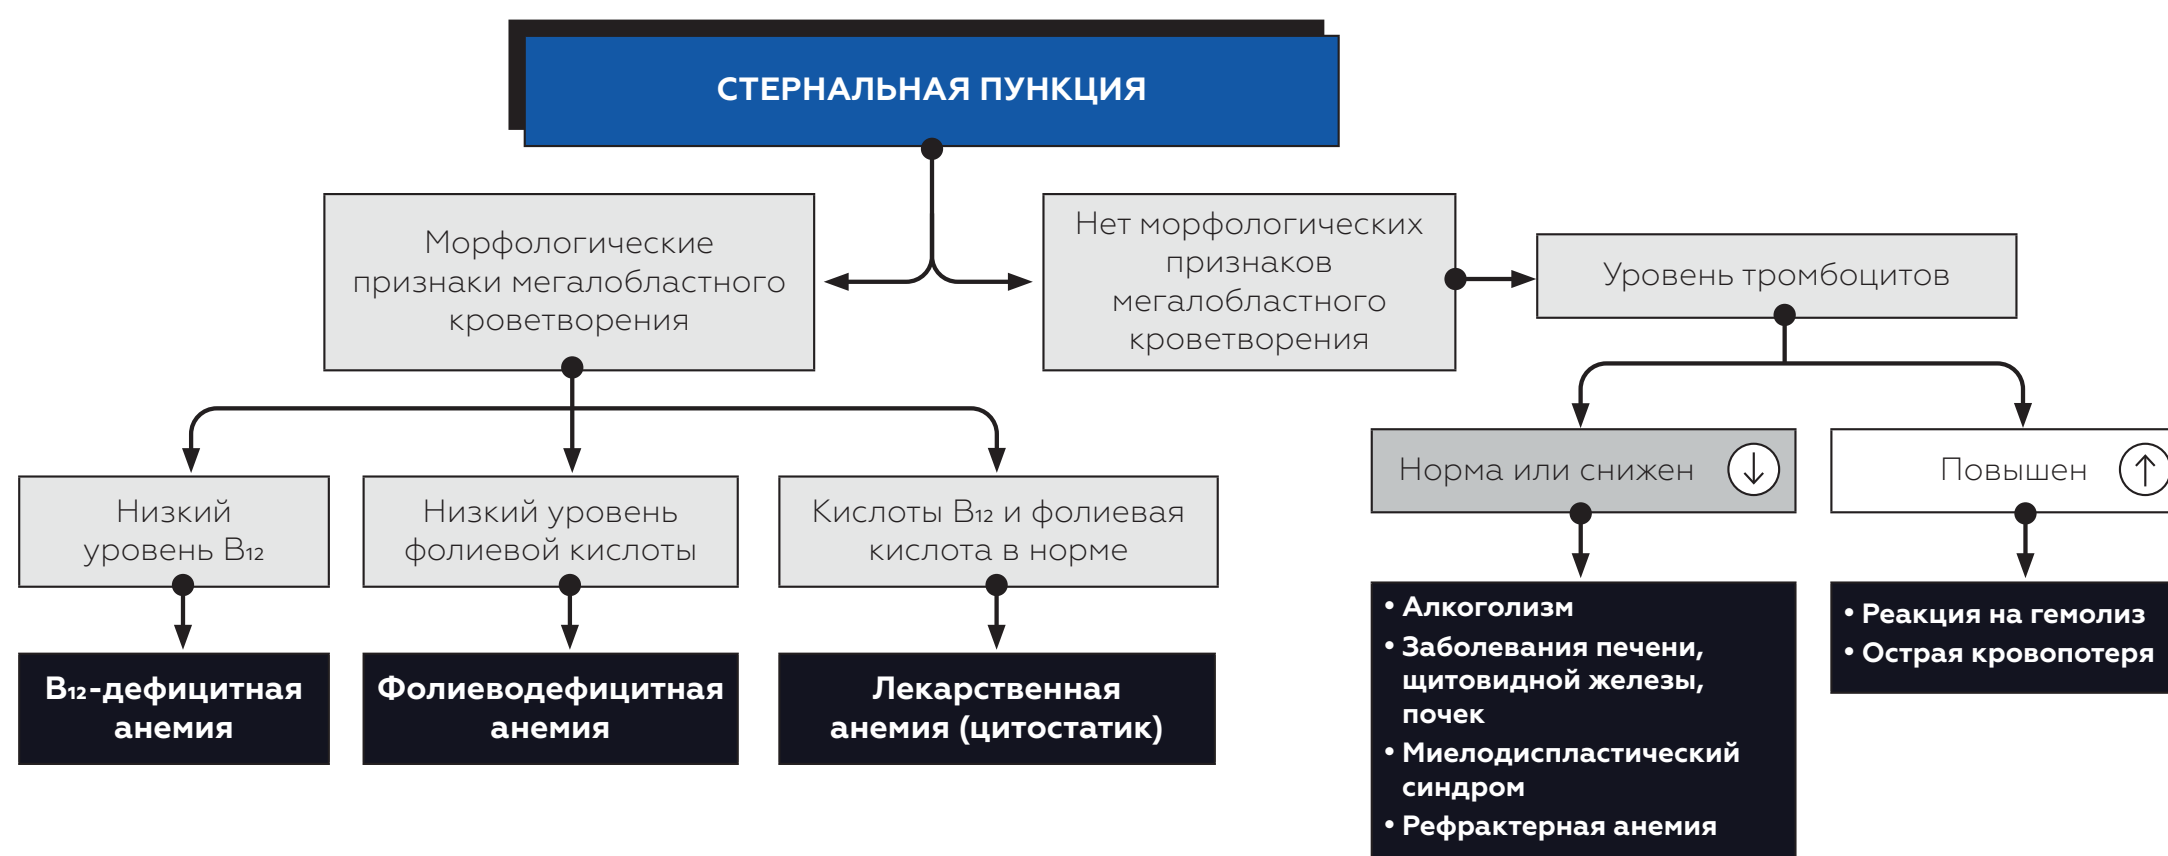 СТЕРНАЛЬНАЯ ПУНКЦИЯ
Морфологические
признаки мегалобластного
кроветворения
Нет морфологических
признаков
мегалобластного
кроветворения
Уровень тромбоцитов
Норма или снижен
Повышен
Низкий
уровень B₁₂
Низкий уровень
фолиевой кислоты
Кислоты B₁₂ и фолиевая
кислота в норме
B₁₂-дефицитная
анемия
Фолиеводефицитная
анемия
Лекарственная
анемия (цитостатик)
• Алкоголизм
• Заболевания печени,
щитовидной железы,
почек
• Миелодиспластический
синдром
• Рефрактерная анемия
• Реакция на гемолиз
• Острая кровопотеря